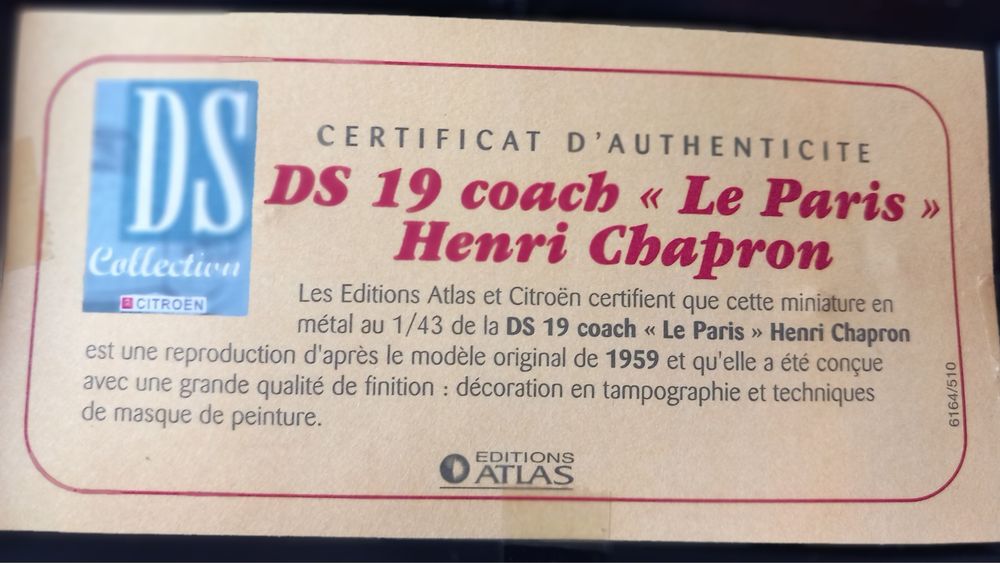 DS
Collection
CITROËN
CERTIFICAT D'AUTHENTICITE
DS 19 coach « Le Paris »
Henri Chapron
Les Editions Atlas et Citroën certifient que cette miniature en
métal au 1/43 de la DS 19 coach « Le Paris » Henri Chapron
est une reproduction d'après le modèle original de 1959 et qu'elle a été conçue
avec une grande qualité de finition : décoration en tampographie et techniques
de masque de peinture.
6164/510
EDITIONS
ATLAS